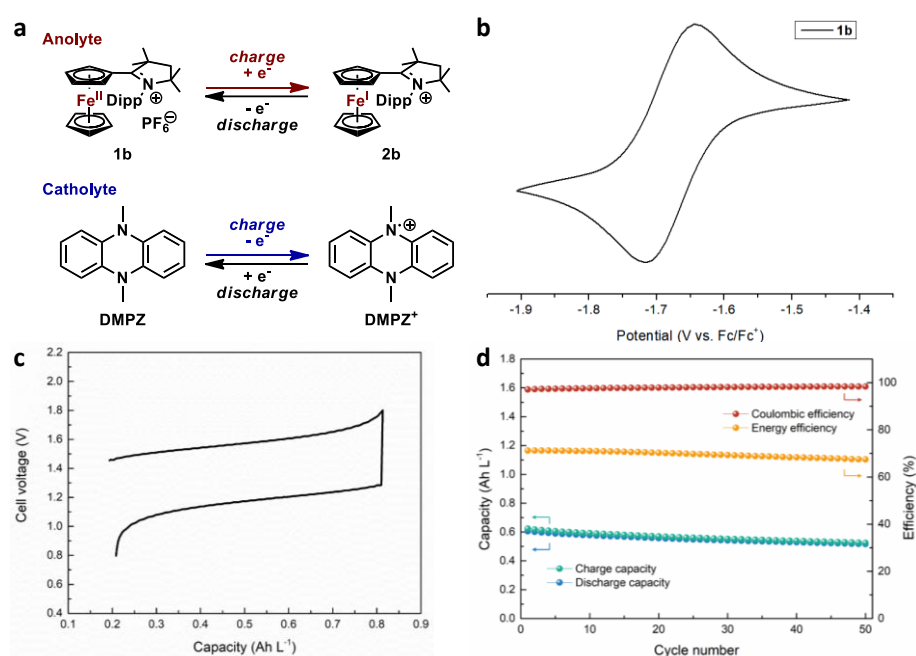 a
Anolyte
charge
+ e-
- e-
discharge
FeII
Dipp
N
⊕
PF6⊖
1b
FeI
Dipp
N
⊕
2b
Catholyte
charge
- e-
+ e-
discharge
N
N
DMPZ
N·⊕
N
DMPZ+
b
1b
-1.9
-1.8
-1.7
-1.6
-1.5
-1.4
Potential (V vs. Fc/Fc+)
c
2.2
2.0
1.8
1.6
1.4
1.2
1.0
0.8
0.6
0.4
Cell voltage (V)
0.1
0.2
0.3
0.4
0.5
0.6
0.7
0.8
0.9
Capacity (Ah L-1)
d
1.8
1.6
1.4
1.2
1.0
0.8
0.6
0.4
0.2
0.0
Capacity (Ah L-1)
Coulombic efficiency
Energy efficiency
Charge capacity
Discharge capacity
100
80
60
40
20
0
Efficiency (%)
0
10
20
30
40
50
Cycle number